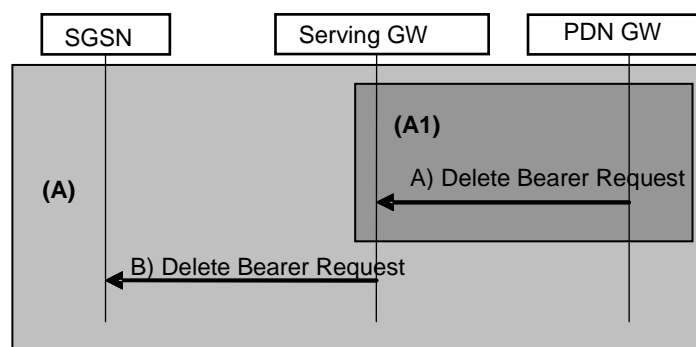 SGSN
Serving GW
PDN GW
(A1)
(A)
A) Delete Bearer Request
B) Delete Bearer Request